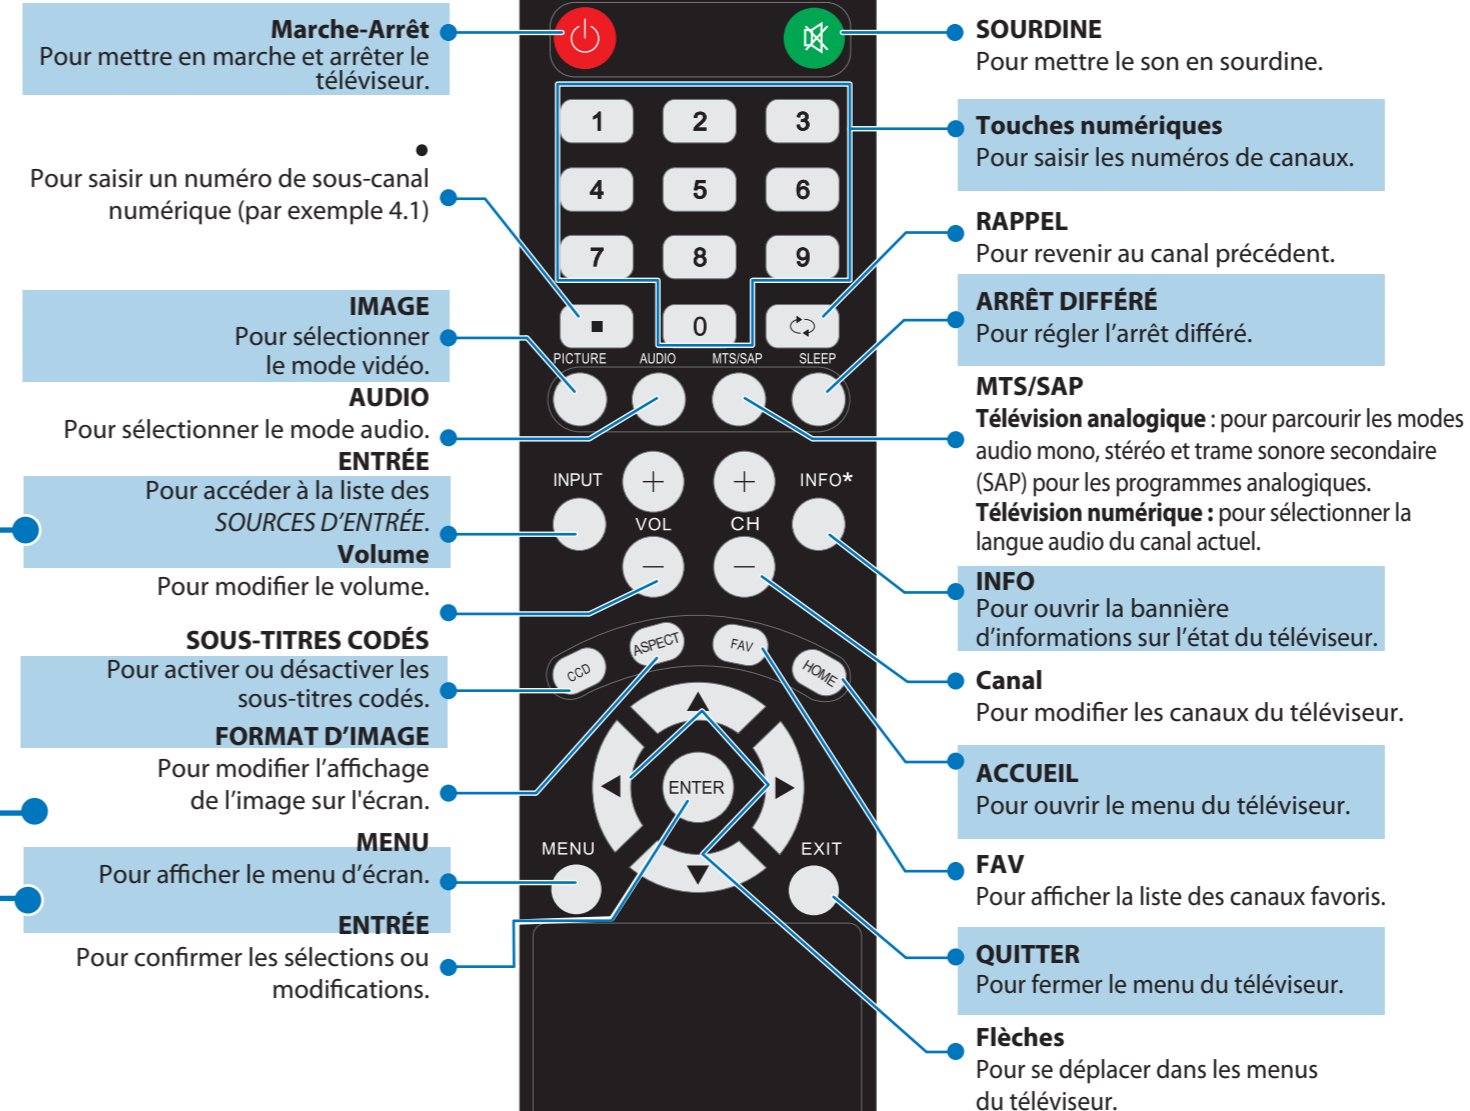 Marche-Arrêt
Pour mettre en marche et arrêter le
téléviseur.
•
Pour saisir un numéro de sous-canal
numérique (par exemple 4.1)
IMAGE
Pour sélectionner
le mode vidéo.
AUDIO
Pour sélectionner le mode audio.
ENTRÉE
Pour accéder à la liste des
SOURCES D'ENTRÉE.
Volume
Pour modifier le volume.
SOUS-TITRES CODÉS
Pour activer ou désactiver les
sous-titres codés.
FORMAT D’IMAGE
Pour modifier l’affichage
de l’image sur l'écran.
MENU
Pour afficher le menu d’écran.
ENTRÉE
Pour confirmer les sélections ou
modifications.
1 2 3
4 5 6
7 8 9
0
PICTURE AUDIO MTS/SAP SLEEP
INPUT + + INFO*
VOL CH
— —
CCD ASPECT FAV HOME
ENTER
MENU EXIT
SOURDINE
Pour mettre le son en sourdine.
Touches numériques
Pour saisir les numéros de canaux.
RAPPEL
Pour revenir au canal précédent.
ARRÊT DIFFÉRÉ
Pour régler l’arrêt différé.
MTS/SAP
Télévision analogique : pour parcourir les modes
audio mono, stéréo et trame sonore secondaire
(SAP) pour les programmes analogiques.
Télévision numérique : pour sélectionner la
langue audio du canal actuel.
INFO
Pour ouvrir la bannière
d’informations sur l’état du téléviseur.
Canal
Pour modifier les canaux du téléviseur.
ACCUEIL
Pour ouvrir le menu du téléviseur.
FAV
Pour afficher la liste des canaux favoris.
QUITTER
Pour fermer le menu du téléviseur.
Flèches
Pour se déplacer dans les menus
du téléviseur.